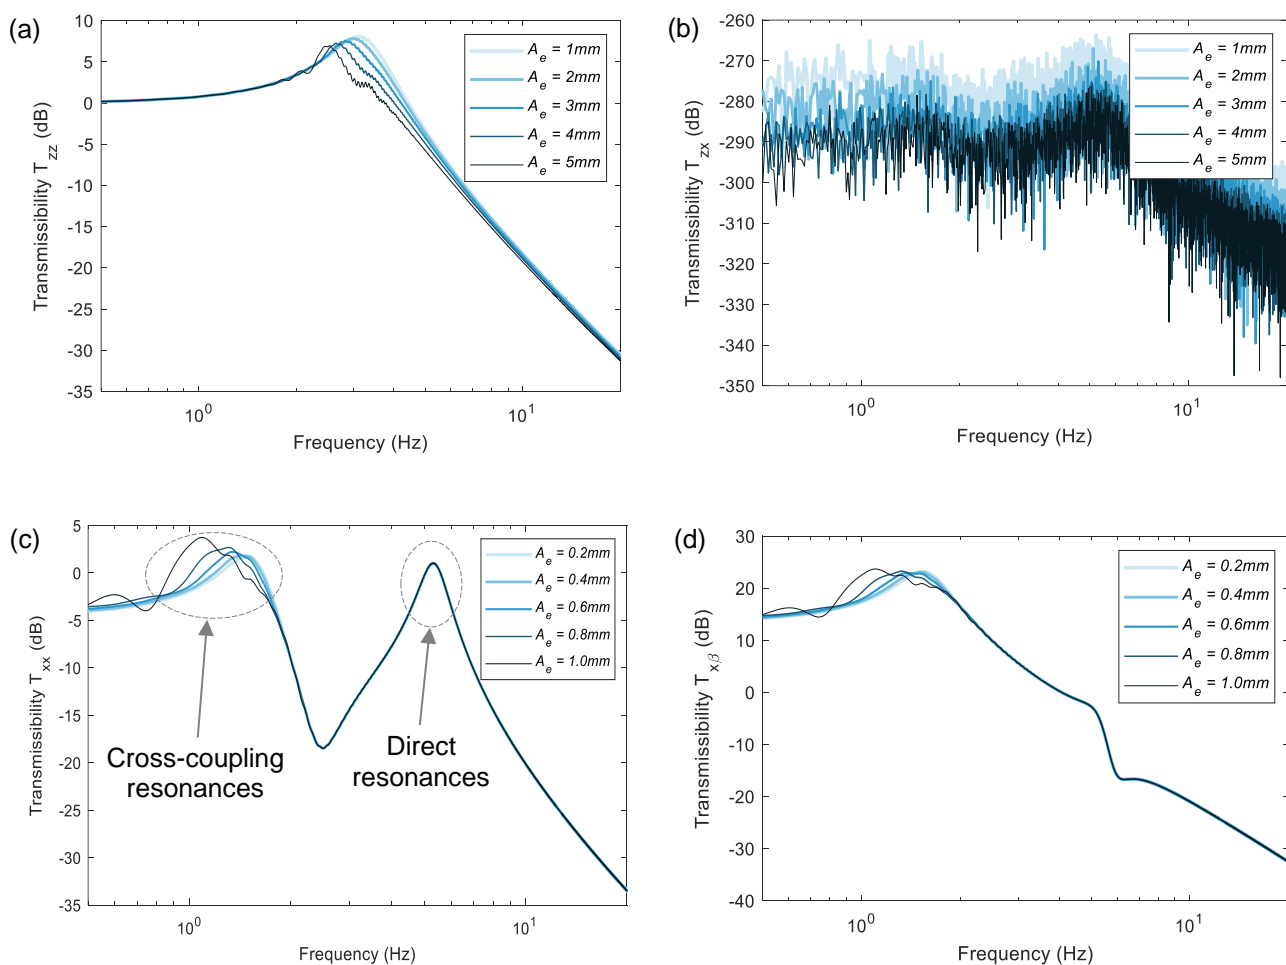 (a)
10
5
0
-5
-10
-15
-20
-25
-30
-35
Transmissibility T_zz (dB)
A_e = 1mm
A_e = 2mm
A_e = 3mm
A_e = 4mm
A_e = 5mm
10^0
10^1
Frequency (Hz)
(b)
-260
-270
-280
-290
-300
-310
-320
-330
-340
-350
Transmissibility T_zx (dB)
A_e = 1mm
A_e = 2mm
A_e = 3mm
A_e = 4mm
A_e = 5mm
10^0
10^1
Frequency (Hz)
(c)
5
0
-5
-10
-15
-20
-25
-30
-35
Transmissibility T_xx (dB)
A_e = 0.2mm
A_e = 0.4mm
A_e = 0.6mm
A_e = 0.8mm
A_e = 1.0mm
Cross-coupling
resonances
Direct
resonances
10^0
10^1
Frequency (Hz)
(d)
30
20
10
0
-10
-20
-30
-40
Transmissibility T_xβ (dB)
A_e = 0.2mm
A_e = 0.4mm
A_e = 0.6mm
A_e = 0.8mm
A_e = 1.0mm
10^0
10^1
Frequency (Hz)